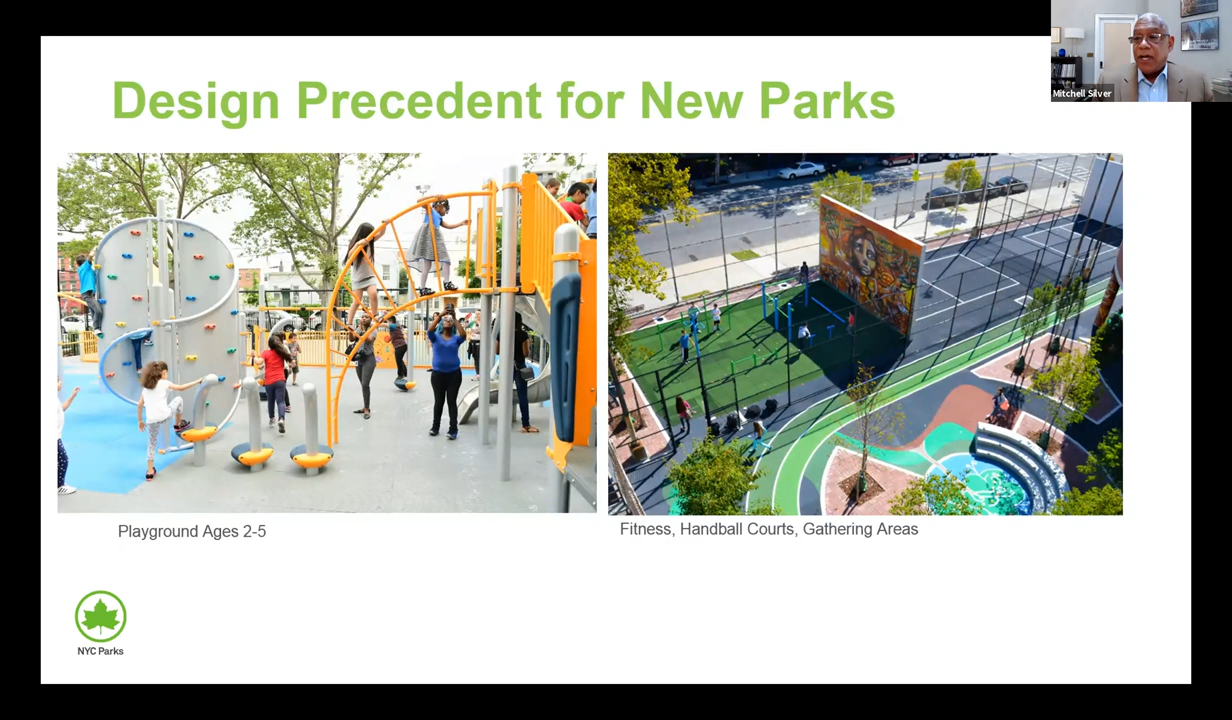 Design Precedent for New Parks
Mitchell Silver
Playground Ages 2-5
Fitness, Handball Courts, Gathering Areas
NYC Parks